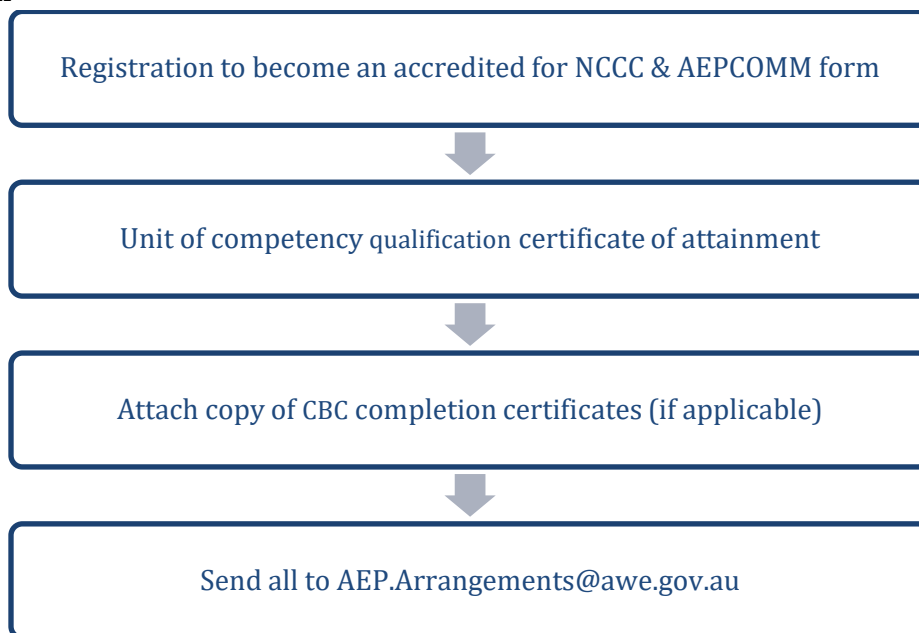 Registration to become an accredited for NCCC & AEPCOMM form
Unit of competency qualification certificate of attainment
Attach copy of CBC completion certificates (if applicable)
Send all to AEP.Arrangements@awe.gov.au